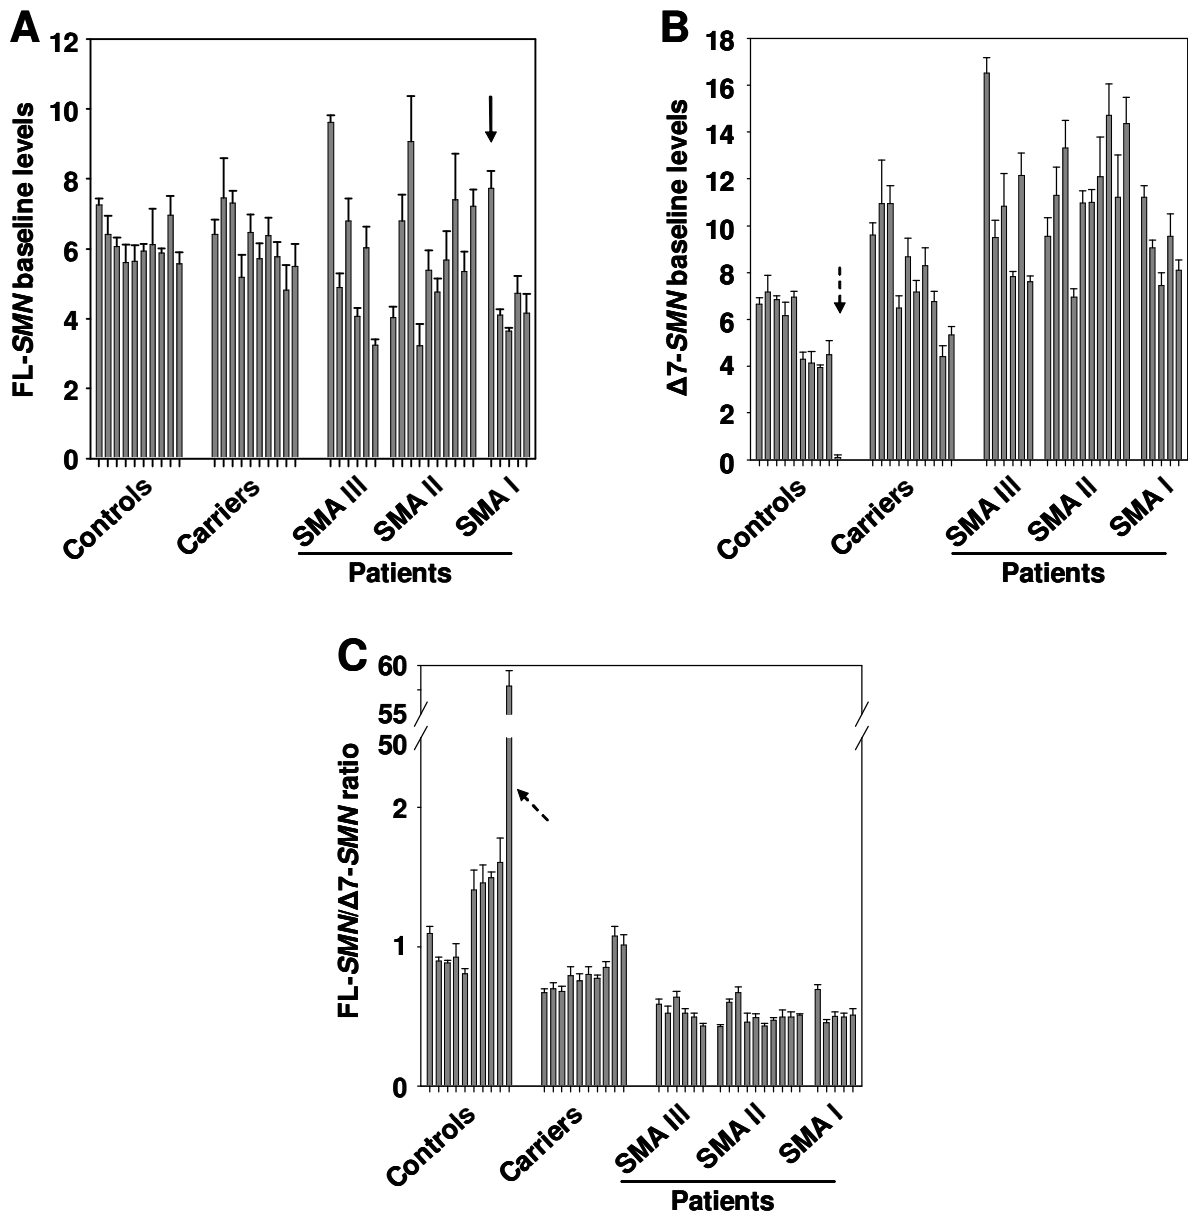 A
12
10
8
6
4
2
0
FL-SMN baseline levels
Controls
Carriers
SMA III
SMA II
SMA I
Patients
B
18
16
14
12
10
8
6
4
2
0
Δ7-SMN baseline levels
Controls
Carriers
SMA III
SMA II
SMA I
Patients
C
60
55
50
2
1
0
FL-SMN/Δ7-SMN ratio
Controls
Carriers
SMA III
SMA II
SMA I
Patients